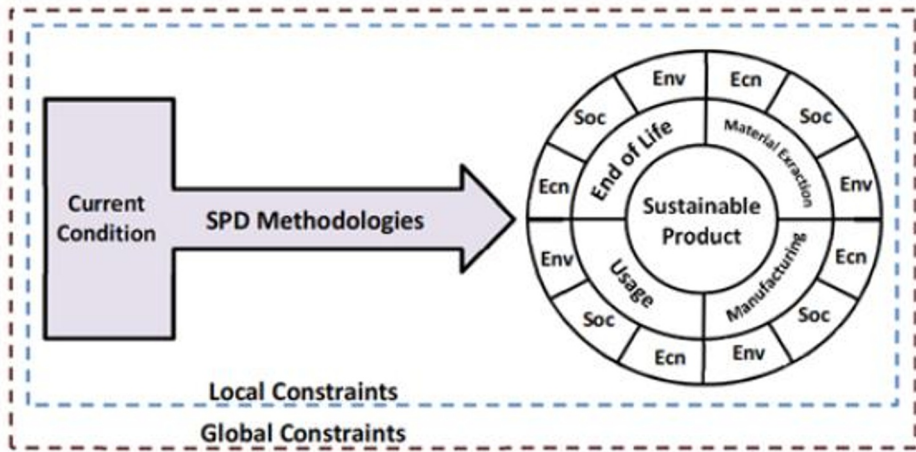 Current
Condition
SPD Methodologies
Sustainable
Product
End of Life
Material Exraction
Manufacturing
Usage
Ecn
Soc
Env
Ecn
Soc
Env
Ecn
Soc
Env
Ecn
Soc
Env
Local Constraints
Global Constraints